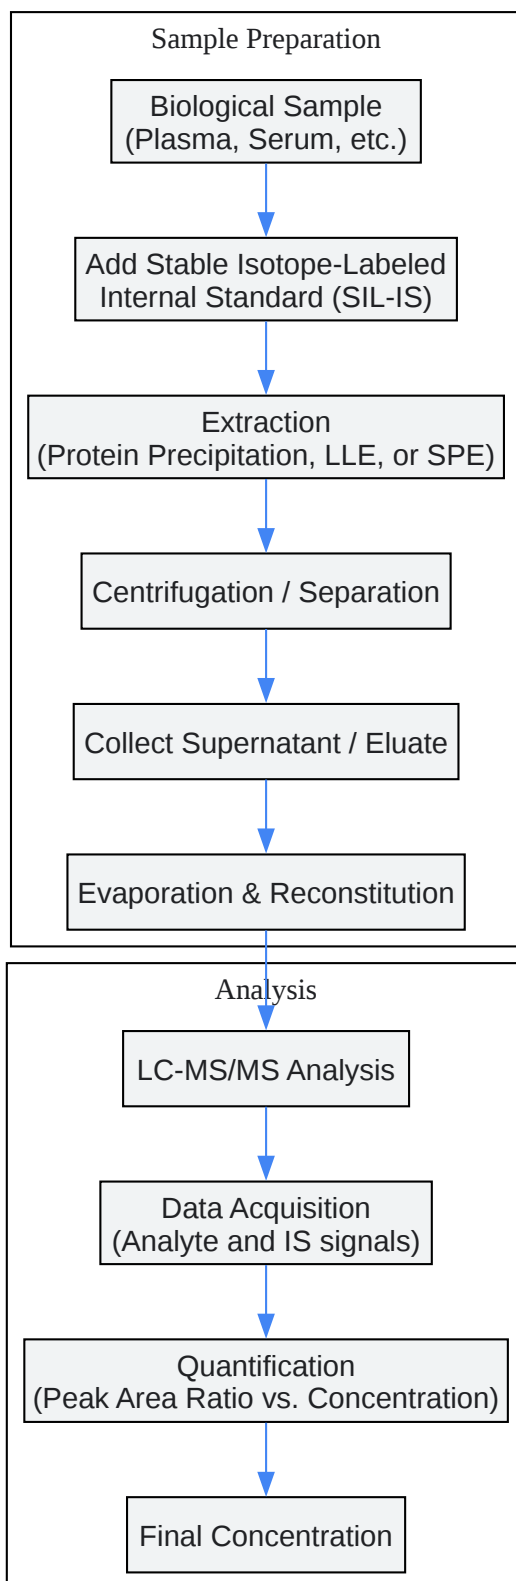 Sample Preparation
Biological Sample
(Plasma, Serum, etc.)
Add Stable Isotope-Labeled
Internal Standard (SIL-IS)
Extraction
(Protein Precipitation, LLE, or SPE)
Centrifugation / Separation
Collect Supernatant / Eluate
Evaporation & Reconstitution
Analysis
LC-MS/MS Analysis
Data Acquisition
(Analyte and IS signals)
Quantification
(Peak Area Ratio vs. Concentration)
Final Concentration